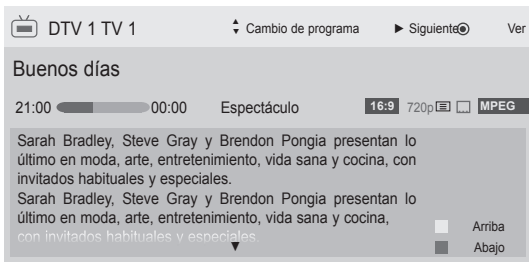 DTV 1 TV 1 Cambio de programa Siguiente Ver
Buenos días
21:00 00:00 Espectáculo 16:9 720p MPEG
Sarah Bradley, Steve Gray y Brendon Pongia presentan lo
último en moda, arte, entretenimiento, vida sana y cocina, con
invitados habituales y especiales.
Sarah Bradley, Steve Gray y Brendon Pongia presentan lo
último en moda, arte, entretenimiento, vida sana y cocina,
con invitados habituales y especiales.
Arriba
Abajo